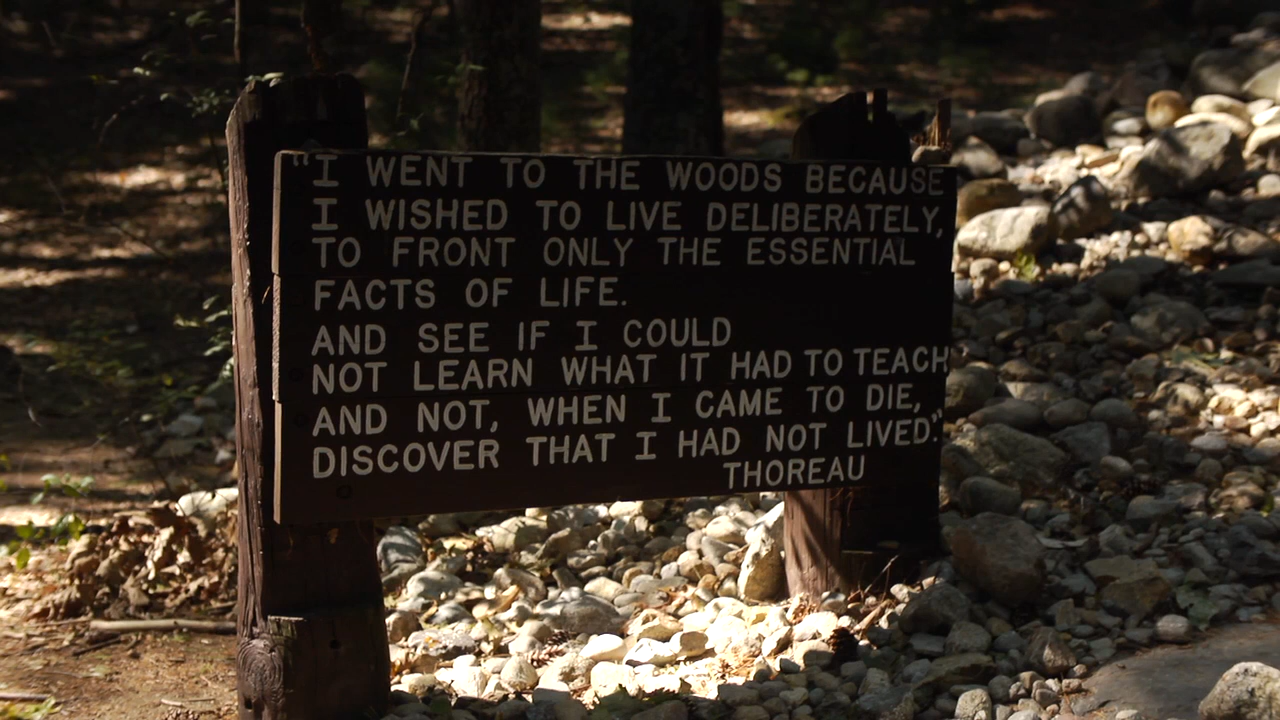 "I WENT TO THE WOODS BECAUSE
I WISHED TO LIVE DELIBERATELY,
TO FRONT ONLY THE ESSENTIAL
FACTS OF LIFE.
AND SEE IF I COULD
NOT LEARN WHAT IT HAD TO TEACH
AND NOT, WHEN I CAME TO DIE,
DISCOVER THAT I HAD NOT LIVED."
THOREAU